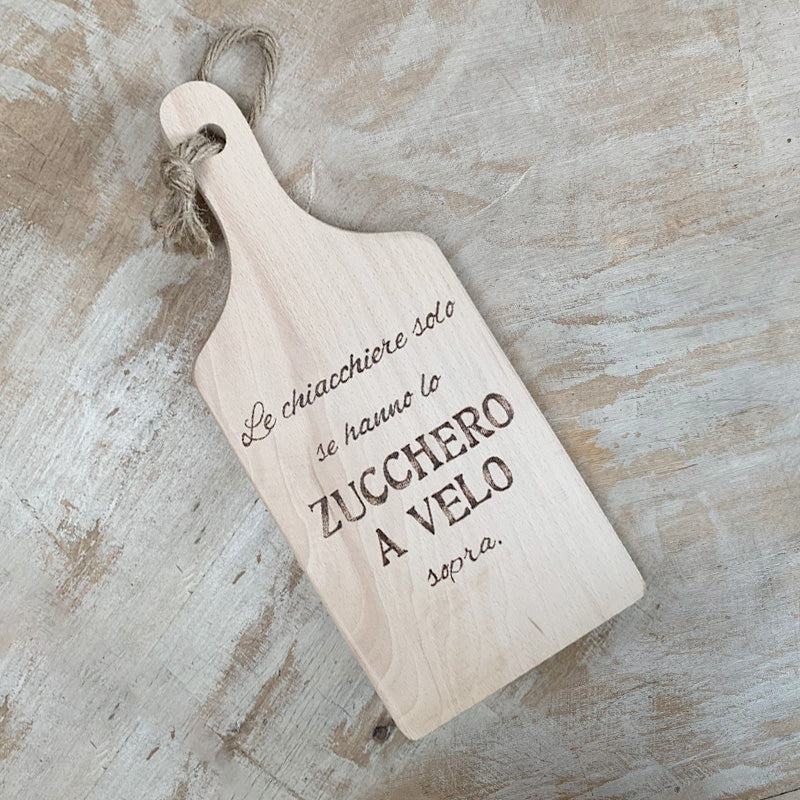 Le chiacchiere solo
se hanno lo
ZUCCHERO
A VELO
sopra.